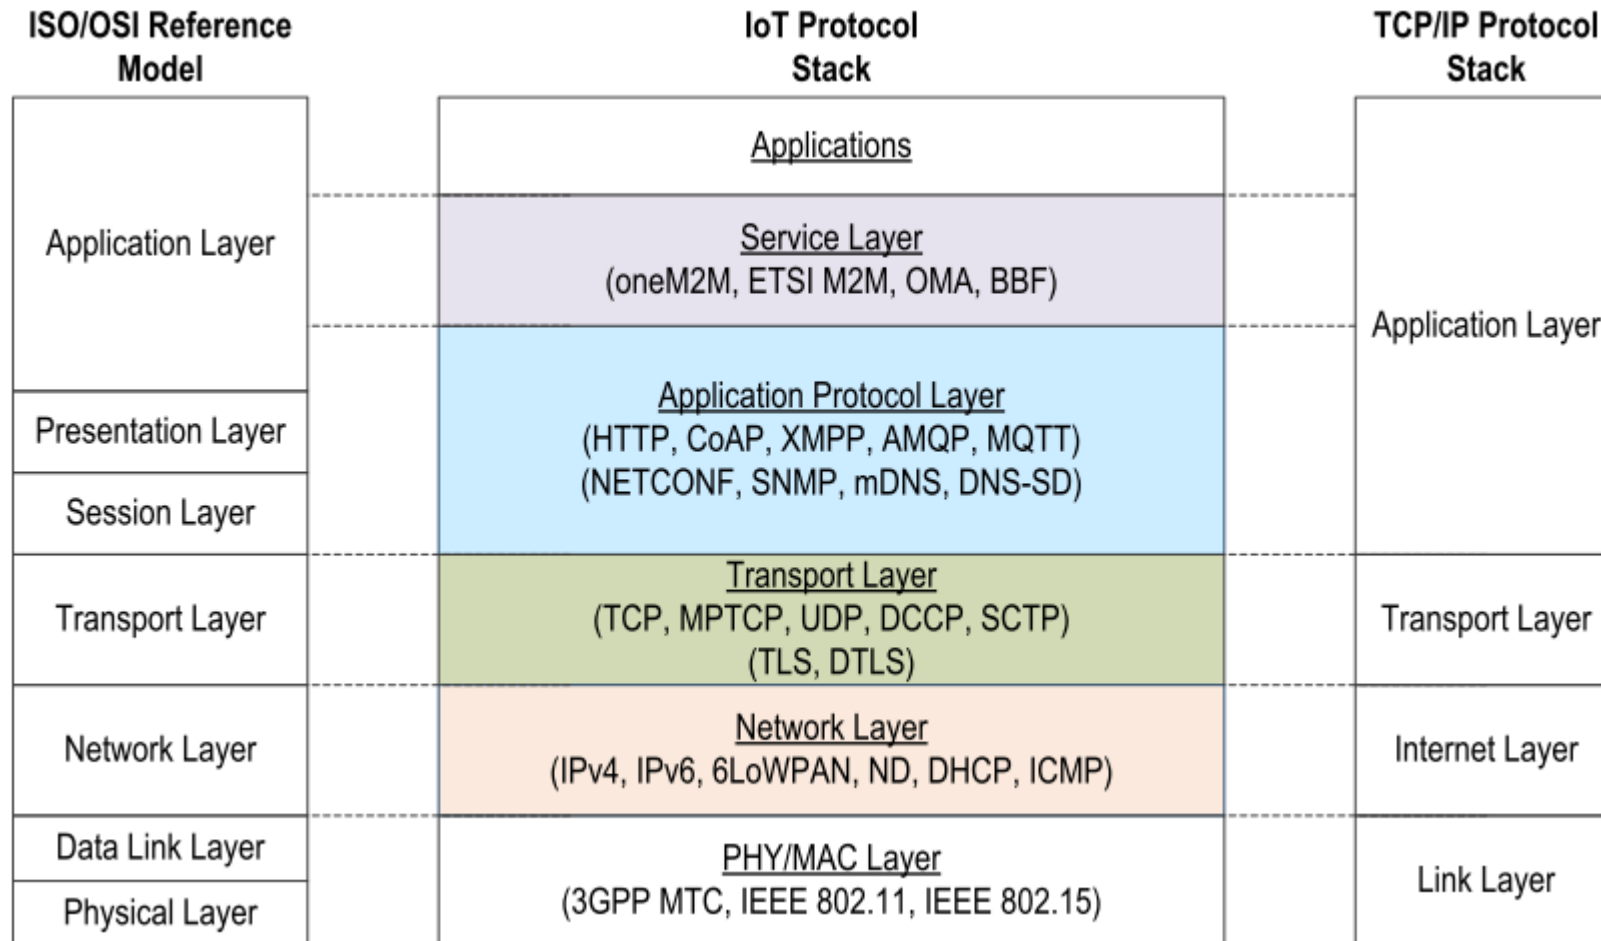 ISO/OSI Reference
Model
Application Layer
Presentation Layer
Session Layer
Transport Layer
Network Layer
Data Link Layer
Physical Layer
IoT Protocol
Stack
Applications
Service Layer
(oneM2M, ETSI M2M, OMA, BBF)
Application Protocol Layer
(HTTP, CoAP, XMPP, AMQP, MQTT)
(NETCONF, SNMP, mDNS, DNS-SD)
Transport Layer
(TCP, MPTCP, UDP, DCCP, SCTP)
(TLS, DTLS)
Network Layer
(IPv4, IPv6, 6LoWPAN, ND, DHCP, ICMP)
PHY/MAC Layer
(3GPP MTC, IEEE 802.11, IEEE 802.15)
TCP/IP Protocol
Stack
Application Layer
Transport Layer
Internet Layer
Link Layer